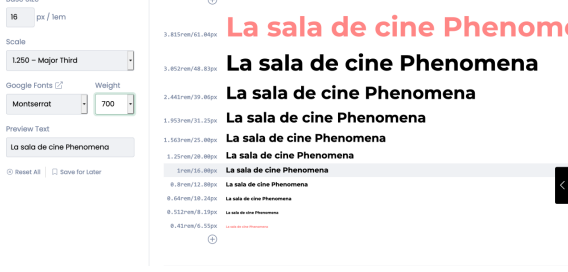 Base Size
16 px / 1em
Scale
1.250 – Major Third
Google Fonts
Weight
Montserrat
700
Preview Text
La sala de cine Phenomena
Reset All
Save for Later
3.815rem/61.04px La sala de cine Phenom
3.052rem/48.83px La sala de cine Phenomena
2.441rem/39.06px La sala de cine Phenomena
1.953rem/31.25px La sala de cine Phenomena
1.563rem/25.00px La sala de cine Phenomena
1.25rem/20.00px La sala de cine Phenomena
1rem/16.00px La sala de cine Phenomena
0.8rem/12.80px La sala de cine Phenomena
0.64rem/10.24px La sala de cine Phenomena
0.512rem/8.19px La sala de cine Phenomena
0.41rem/6.55px La sala de cine Phenomena